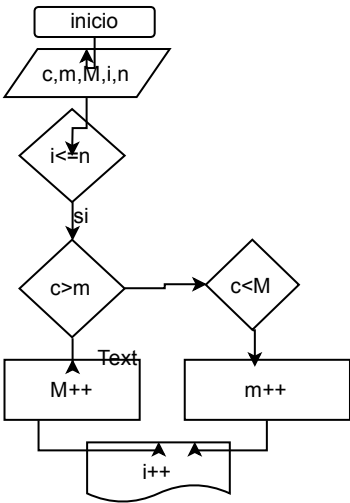 inicio
c,m,M,i,n
i<=n
si
c>m
c<M
Text
M++
m++
i++